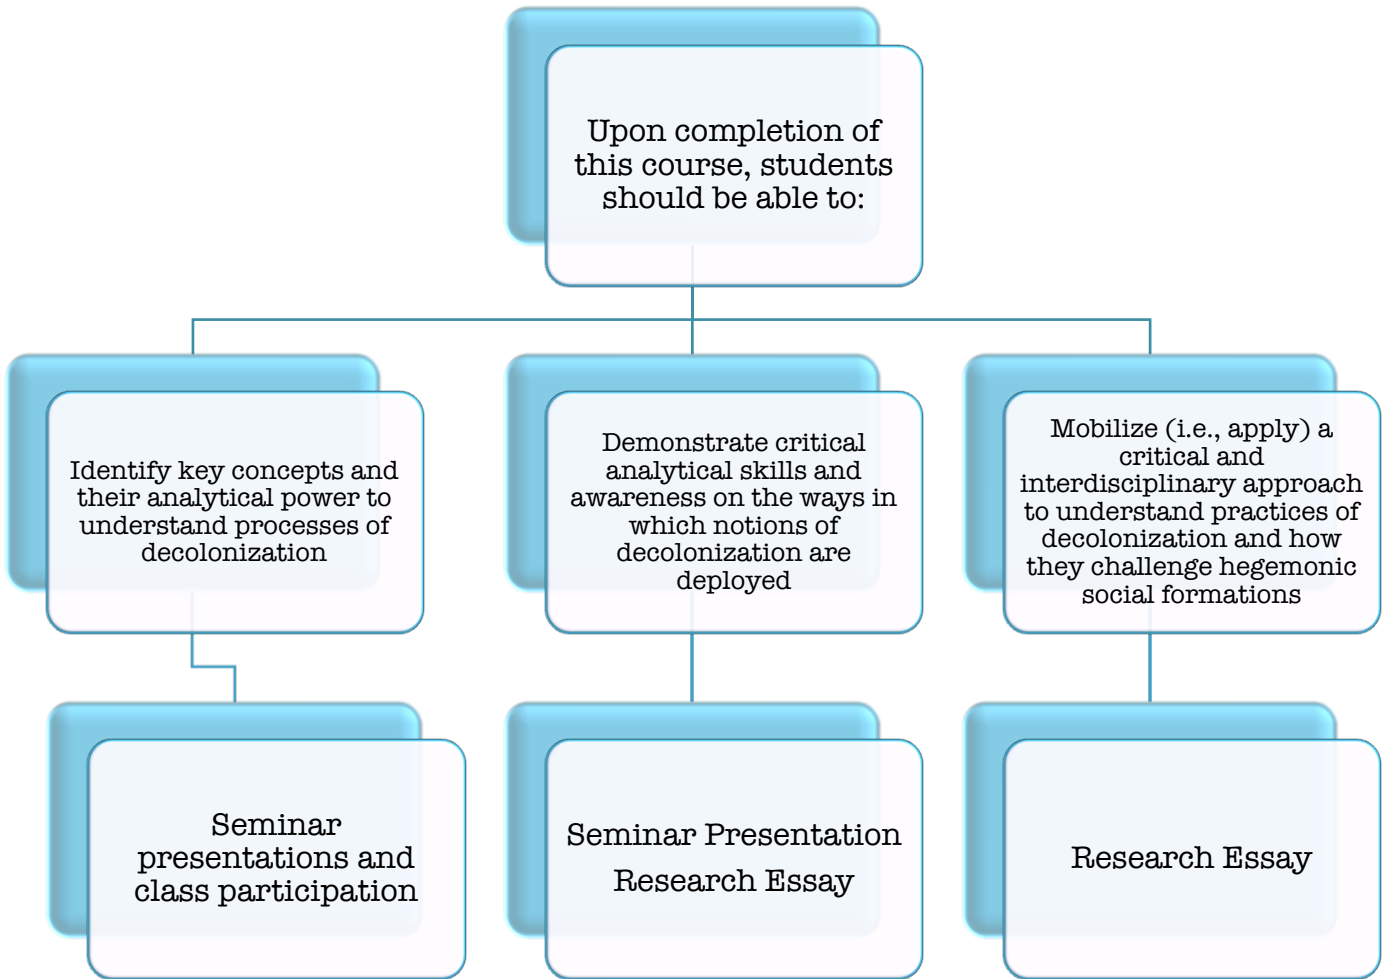 Upon completion of
this course, students
should be able to:
Identify key concepts and
their analytical power to
understand processes of
decolonization
Demonstrate critical
analytical skills and
awareness on the ways in
which notions of
decolonization are
deployed
Mobilize (i.e., apply) a
critical and
interdisciplinary approach
to understand practices of
decolonization and how
they challenge hegemonic
social formations
Seminar
presentations and
class participation
Seminar Presentation
Research Essay
Research Essay